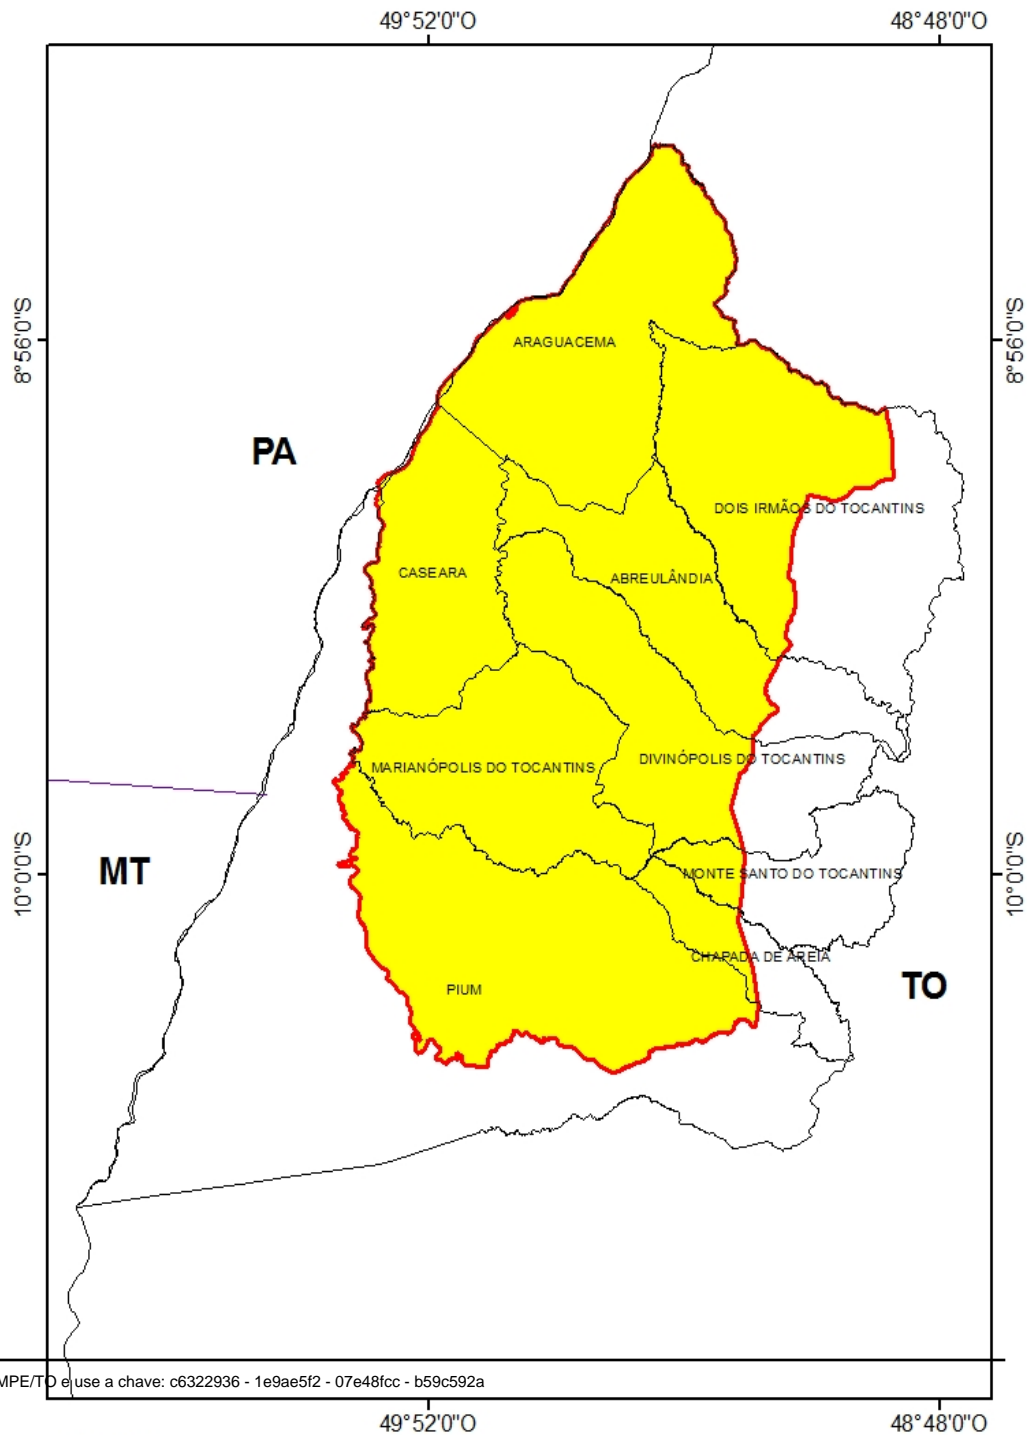 49°52'0"O
48°48'0"O
8°56'0"S
8°56'0"S
ARAGUACEMA
PA
DOIS IRMÃOS DO TOCANTINS
CASEARA
ABREULÂNDIA
DIVINÓPOLIS DO TOCANTINS
MARIANÓPOLIS DO TOCANTINS
MT
10°0'0"S
MONTE SANTO DO TOCANTINS
10°0'0"S
CHAPADA DE AREIA
TO
PIUM
MPE/TO e use a chave: c6322936 - 1e9ae5f2 - 07e48fcc - b59c592a
49°52'0"O
48°48'0"O